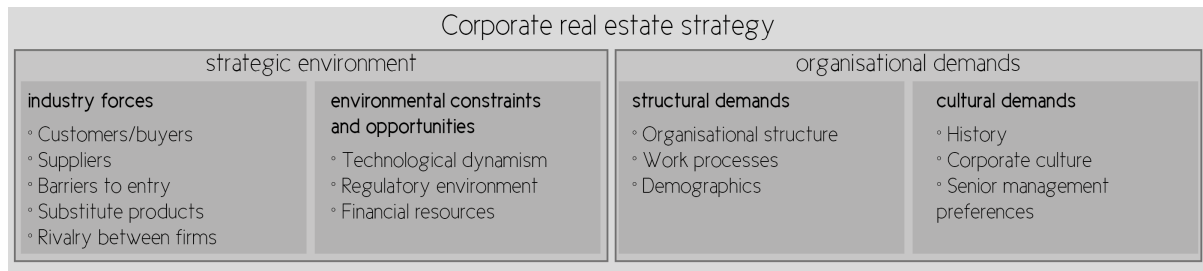 Corporate real estate strategy
strategic environment
industry forces
° Customers/buyers
° Suppliers
° Barriers to entry
° Substitute products
° Rivalry between firms
environmental constraints
and opportunities
° Technological dynamism
° Regulatory environment
° Financial resources
organisational demands
structural demands
° Organisational structure
° Work processes
° Demographics
cultural demands
° History
° Corporate culture
° Senior management
preferences